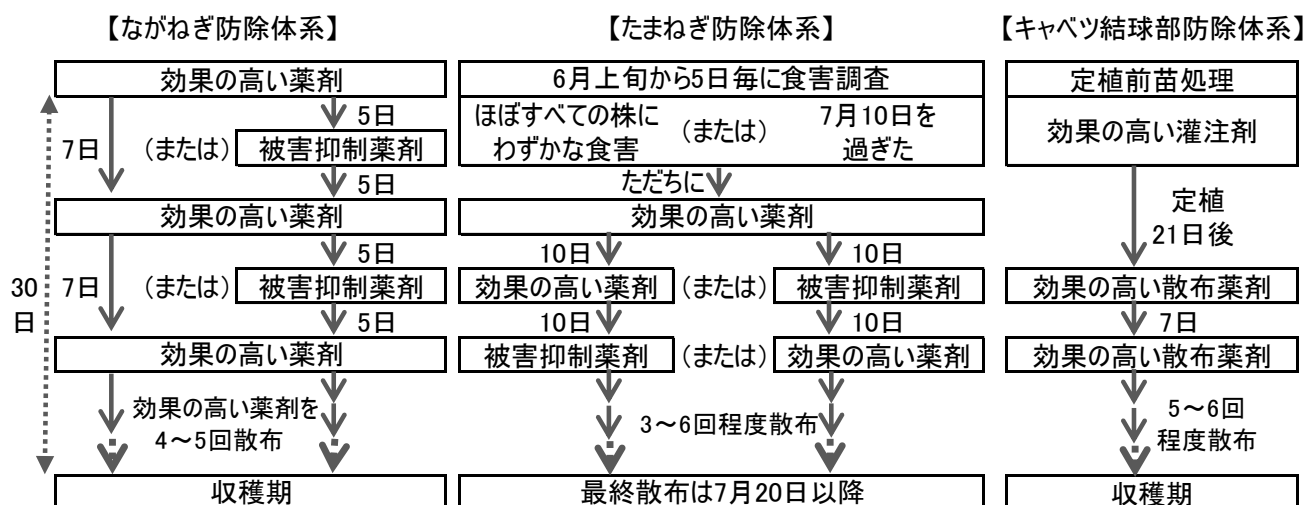 【ながねぎ防除体系】
効果の高い薬剤
5日
7日
(または)
被害抑制薬剤
5日
効果の高い薬剤
5日
30
日
7日
(または)
被害抑制薬剤
5日
効果の高い薬剤
効果の高い薬剤を
4～5回散布
収穫期
【たまねぎ防除体系】
6月上旬から5日毎に食害調査
ほぼすべての株に
わずかな食害
(または)
7月10日を
過ぎた
ただちに
効果の高い薬剤
10日
10日
効果の高い薬剤
(または)
被害抑制薬剤
10日
10日
被害抑制薬剤
(または)
効果の高い薬剤
3～6回程度散布
最終散布は7月20日以降
【キャベツ結球部防除体系】
定植前苗処理
効果の高い灌注剤
定植
21日後
効果の高い散布薬剤
7日
効果の高い散布薬剤
5～6回
程度散布
収穫期